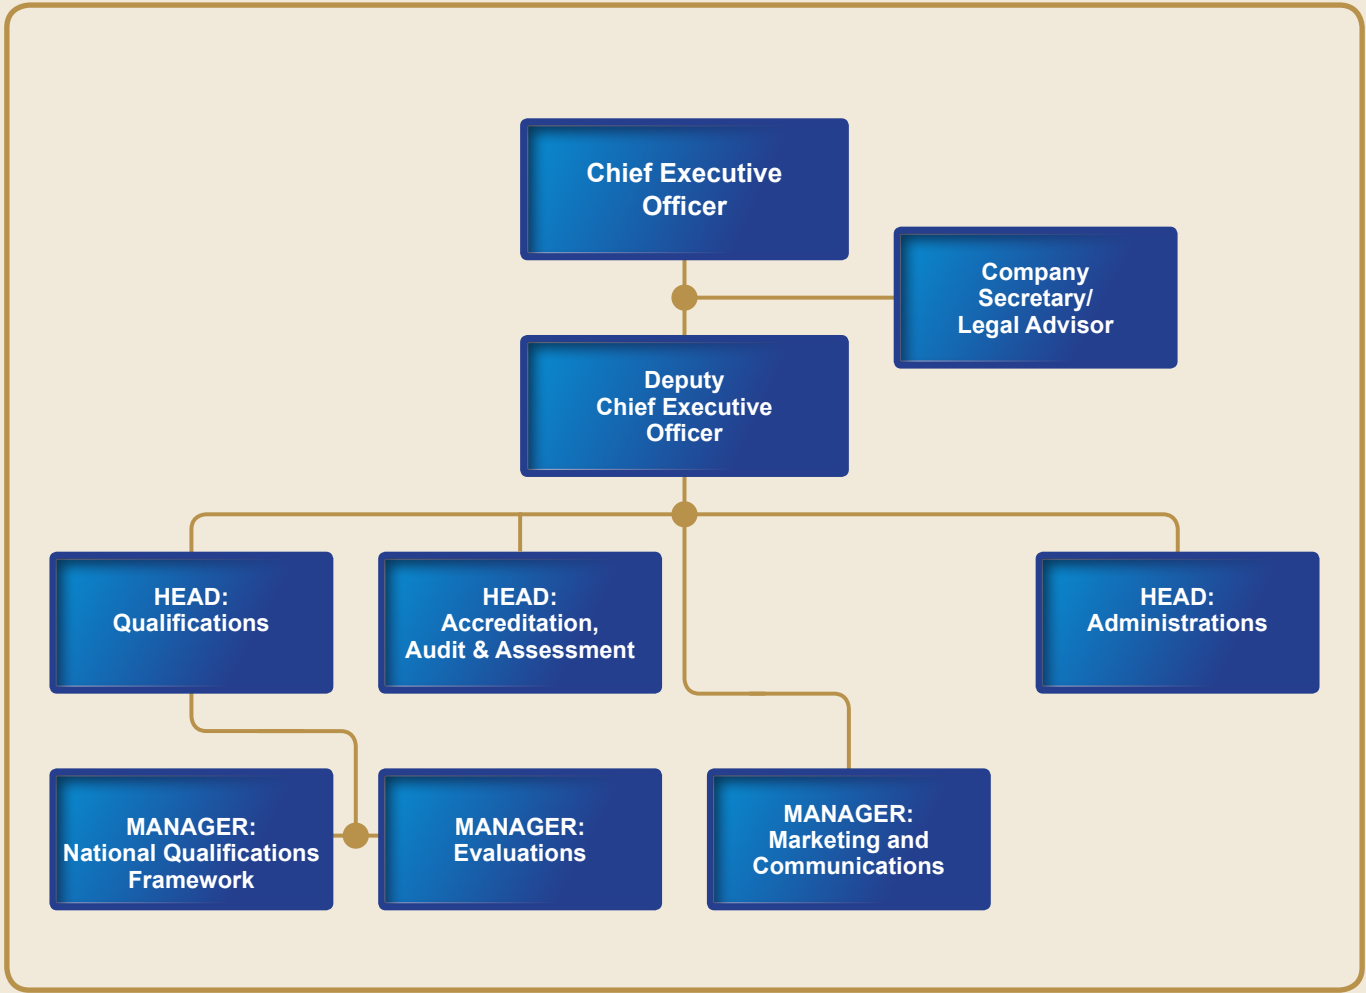 Chief Executive
Officer
Company
Secretary/
Legal Advisor
Deputy
Chief Executive
Officer
HEAD:
Qualifications
HEAD:
Accreditation,
Audit & Assessment
HEAD:
Administrations
MANAGER:
National Qualifications
Framework
MANAGER:
Evaluations
MANAGER:
Marketing and
Communications